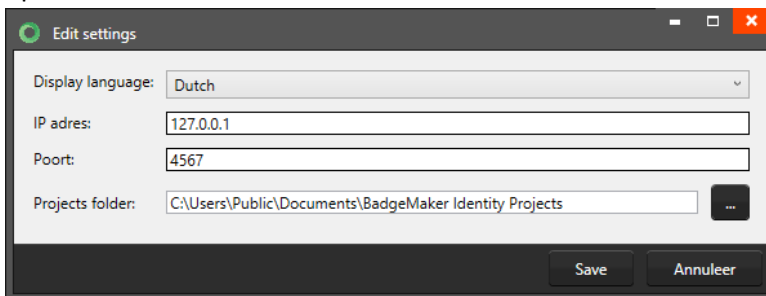 Edit settings
Display language: Dutch
IP adres: 127.0.0.1
Poort: 4567
Projects folder: C:\Users\Public\Documents\BadgeMaker Identity Projects ...
Save Annuleer